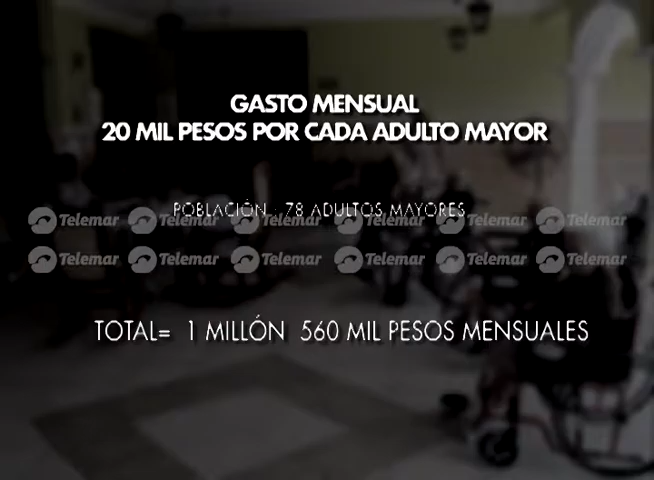 GASTO MENSUAL
20 MIL PESOS POR CADA ADULTO MAYOR
POBLACIÓN : 78 ADULTOS MAYORES
Telemar Telemar Telemar Telemar Telemar Telemar
Telemar Telemar Telemar Telemar Telemar Telemar
TOTAL= 1 MILLÓN 560 MIL PESOS MENSUALES